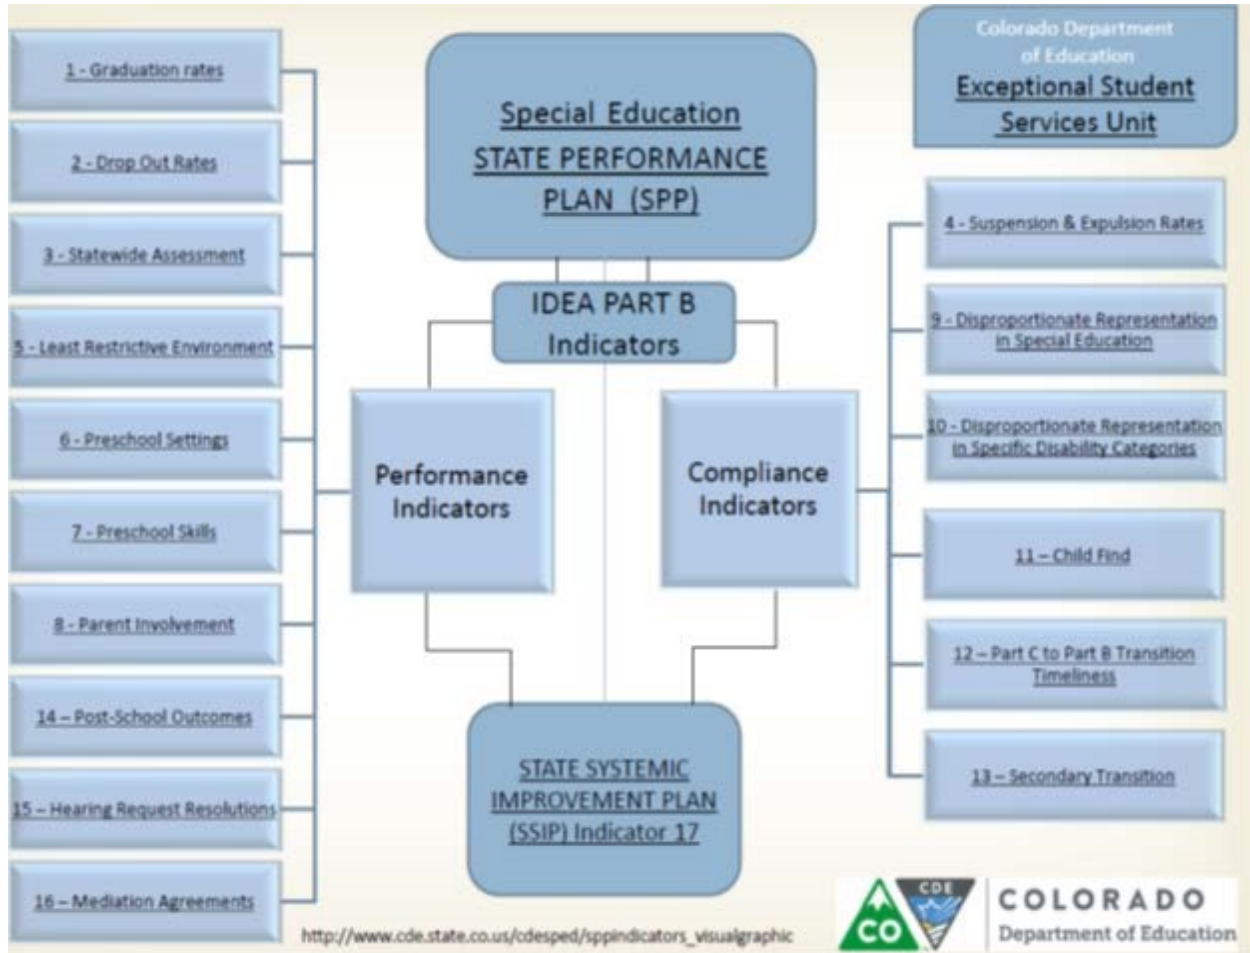 1 - Graduation rates
2 - Drop Out Rates
3 - Statewide Assessment
5 - Least Restrictive Environment
6 - Preschool Settings
7 - Preschool Skills
8 - Parent Involvement
14 – Post-School Outcomes
15 – Hearing Request Resolutions
16 – Mediation Agreements
Special Education
STATE PERFORMANCE
PLAN (SPP)
IDEA PART B
Indicators
Performance
Indicators
Compliance
Indicators
STATE SYSTEMIC
IMPROVEMENT PLAN
(SSIP) Indicator 17
http://www.cde.state.co.us/cdesped/sppindicators_visualgraphic
Colorado Department
of Education
Exceptional Student
Services Unit
4 - Suspension & Expulsion Rates
9 - Disproportionate Representation
in Special Education
10 - Disproportionate Representation
in Specific Disability Categories
11 – Child Find
12 – Part C to Part B Transition
Timeliness
13 – Secondary Transition
CO
CDE
COLORADO
Department of Education